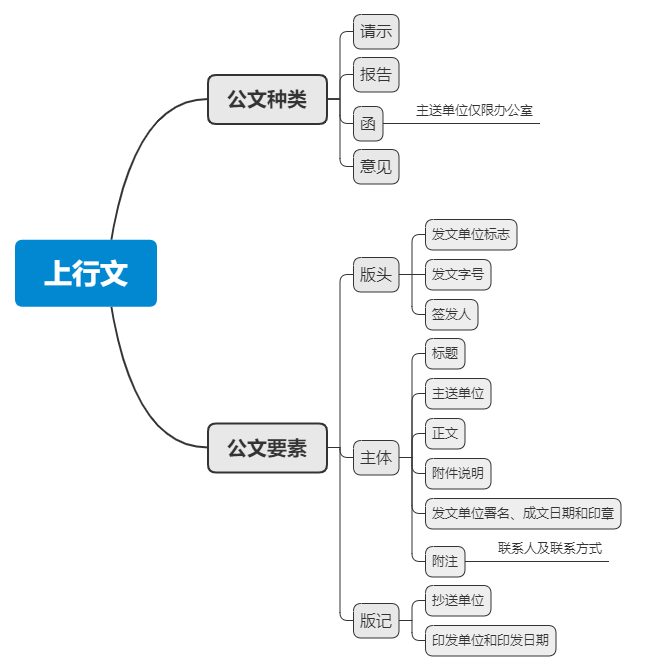 上行文
公文种类
请示
报告
函
主送单位仅限办公室
意见
公文要素
版头
发文单位标志
发文字号
签发人
主体
标题
主送单位
正文
附件说明
发文单位署名、成文日期和印章
附注
联系人及联系方式
版记
抄送单位
印发单位和印发日期